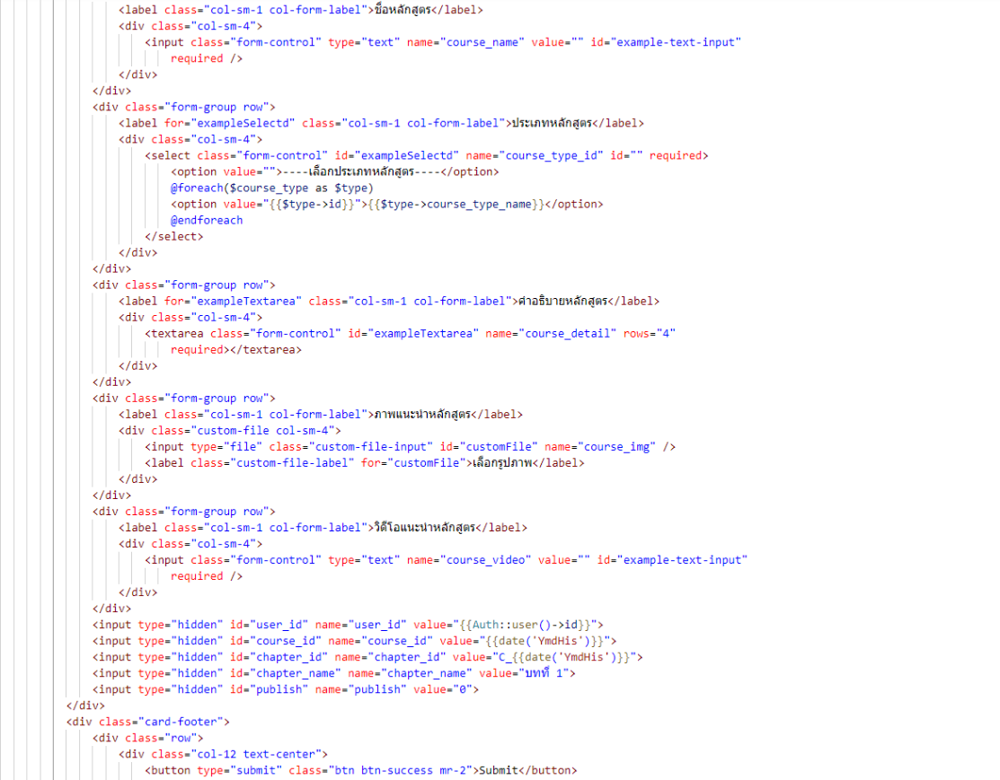 <label class="col-sm-1 col-form-label">ชื่อหลักสูตร</label>
<div class="col-sm-4">
<input class="form-control" type="text" name="course_name" value="" id="example-text-input"
required />
</div>
</div>
<div class="form-group row">
<label for="exampleSelectd" class="col-sm-1 col-form-label">ประเภทหลักสูตร</label>
<div class="col-sm-4">
<select class="form-control" id="exampleSelectd" name="course_type_id" id="" required>
<option value="">----เลือกประเภทหลักสูตร----</option>
@foreach($course_type as $type)
<option value="{{$type->id}}">{{$type->course_type_name}}</option>
@endforeach
</select>
</div>
</div>
<div class="form-group row">
<label for="exampleTextarea" class="col-sm-1 col-form-label">คำอธิบายหลักสูตร</label>
<div class="col-sm-4">
<textarea class="form-control" id="exampleTextarea" name="course_detail" rows="4"
required></textarea>
</div>
</div>
<div class="form-group row">
<label class="col-sm-1 col-form-label">ภาพแนะนำหลักสูตร</label>
<div class="custom-file col-sm-4">
<input type="file" class="custom-file-input" id="customFile" name="course_img" />
<label class="custom-file-label" for="customFile">เลือกรูปภาพ</label>
</div>
</div>
<div class="form-group row">
<label class="col-sm-1 col-form-label">วิดีโอแนะนำหลักสูตร</label>
<div class="col-sm-4">
<input class="form-control" type="text" name="course_video" value="" id="example-text-input"
required />
</div>
</div>
<input type="hidden" id="user_id" name="user_id" value="{{Auth::user()->id}}">
<input type="hidden" id="course_id" name="course_id" value="{{date('YmdHis')}}">
<input type="hidden" id="chapter_id" name="chapter_id" value="C_{{date('YmdHis')}}">
<input type="hidden" id="chapter_name" name="chapter_name" value="บทที่ 1">
<input type="hidden" id="publish" name="publish" value="0">
</div>
<div class="card-footer">
<div class="row">
<div class="col-12 text-center">
<button type="submit" class="btn btn-success mr-2">Submit</button>